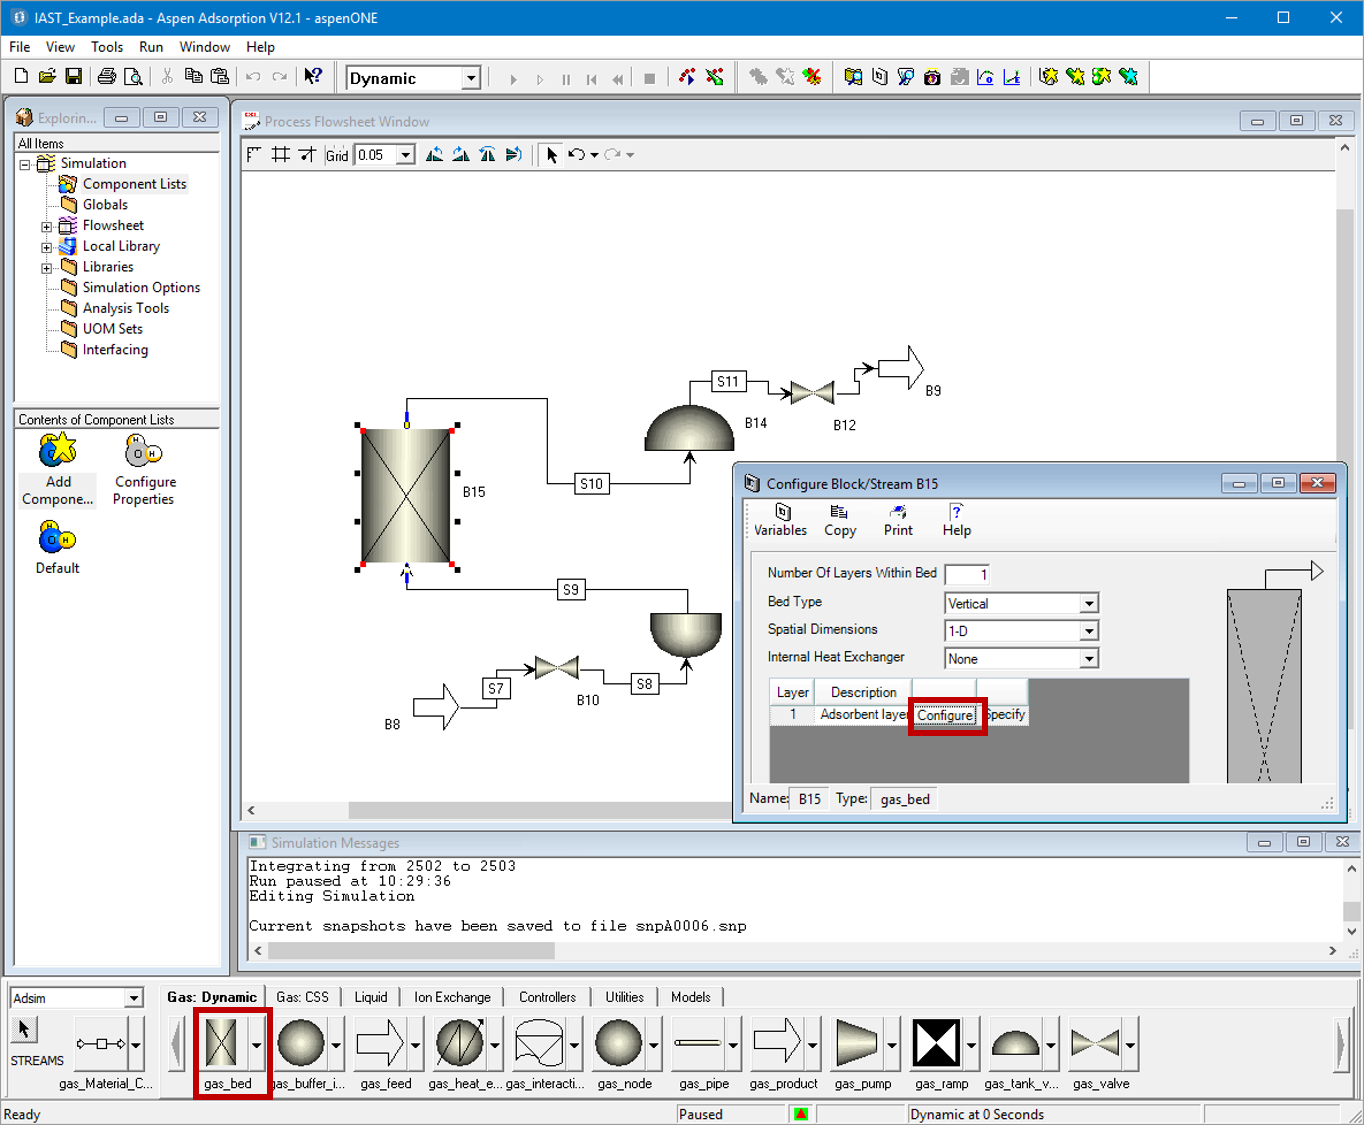 IAST_Example.ada - Aspen Adsorption V12.1 - aspenONE
File View Tools Run Window Help
Dynamic
Explorin...
All Items
Simulation
Component Lists
Globals
Flowsheet
Local Library
Libraries
Simulation Options
Analysis Tools
UOM Sets
Interfacing
Contents of Component Lists
Add Compone...
Configure Properties
Default
Process Flowsheet Window
Grid 0.05
S11
B9
B14
B12
S10
B15
S9
S7
B10
S8
B8
Configure Block/Stream B15
Variables Copy Print Help
Number Of Layers Within Bed 1
Bed Type Vertical
Spatial Dimensions 1-D
Internal Heat Exchanger None
Layer Description
1 Adsorbent layer Configure Specify
Name: B15 Type: gas_bed
Simulation Messages
Integrating from 2502 to 2503
Run paused at 10:29:36
Editing Simulation
Current snapshots have been saved to file snpA0006.snp
Adsim
Gas: Dynamic Gas: CSS Liquid Ion Exchange Controllers Utilities Models
STREAMS
gas_Material_C... gas_bed gas_buffer_i... gas_feed gas_heat_e... gas_interacti... gas_node gas_pipe gas_product gas_pump gas_ramp gas_tank_v... gas_valve
Ready Paused Dynamic at 0 Seconds